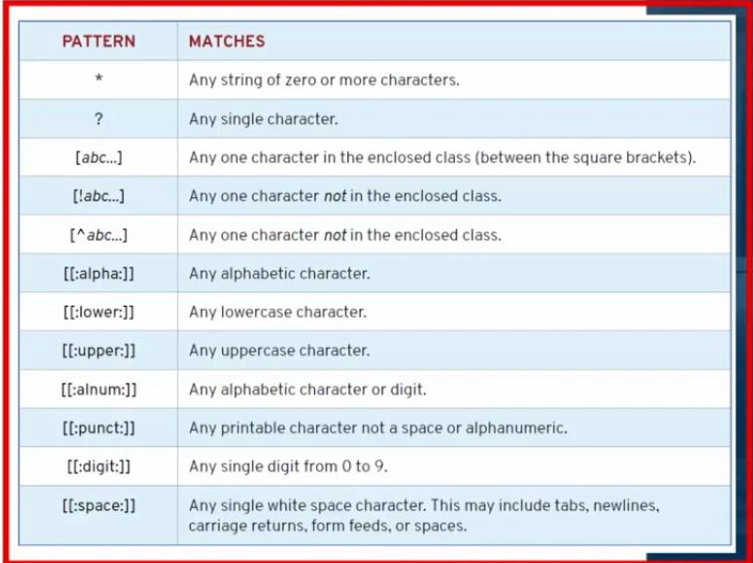 PATTERN MATCHES
* Any string of zero or more characters.
? Any single character.
[abc...] Any one character in the enclosed class (between the square brackets).
[!abc...] Any one character not in the enclosed class.
[^abc...] Any one character not in the enclosed class.
[[:alpha:]] Any alphabetic character.
[[:lower:]] Any lowercase character.
[[:upper:]] Any uppercase character.
[[:alnum:]] Any alphabetic character or digit.
[[:punct:]] Any printable character not a space or alphanumeric.
[[:digit:]] Any single digit from 0 to 9.
[[:space:]] Any single white space character. This may include tabs, newlines,
carriage returns, form feeds, or spaces.